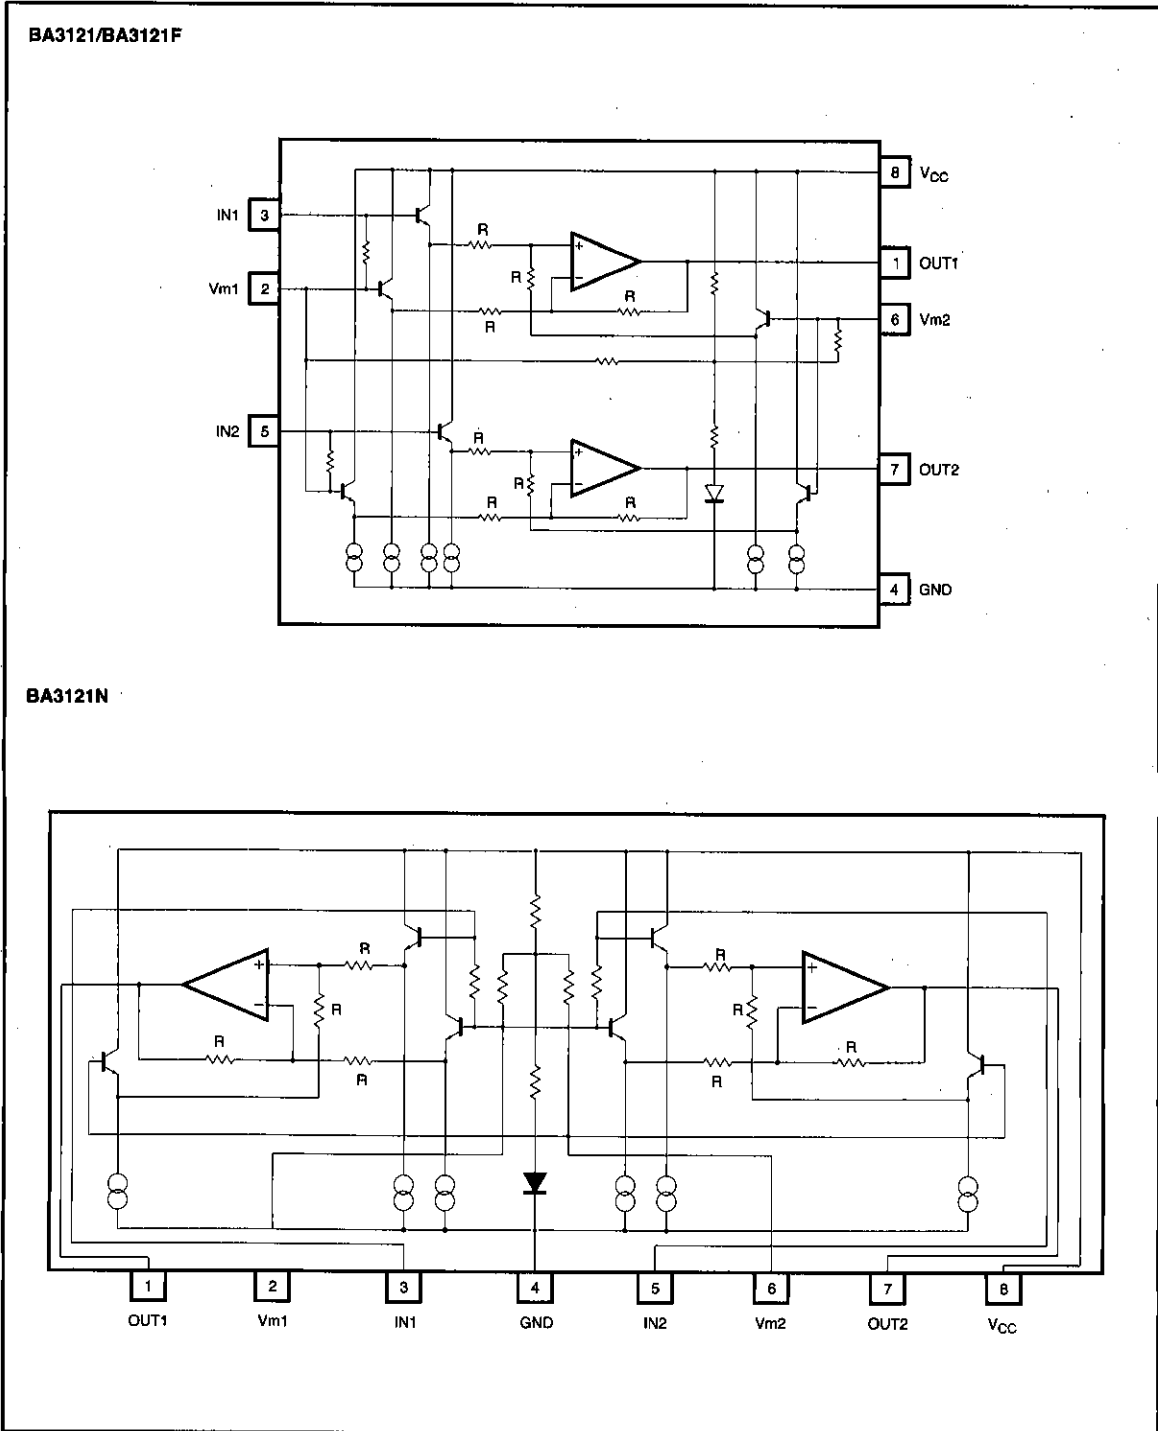 BA3121/BA3121F
8 VCC
IN1 3
R
+
R
1 OUT1
Vm1 2
−
R
R
6 Vm2
IN2 5
R
+
7 OUT2
R
−
R
R
4 GND
BA3121N
R
R
+
+
R
R
−
−
R
R
R
R
1 2 3 4 5 6 7 8
OUT1 Vm1 IN1 GND IN2 Vm2 OUT2 VCC